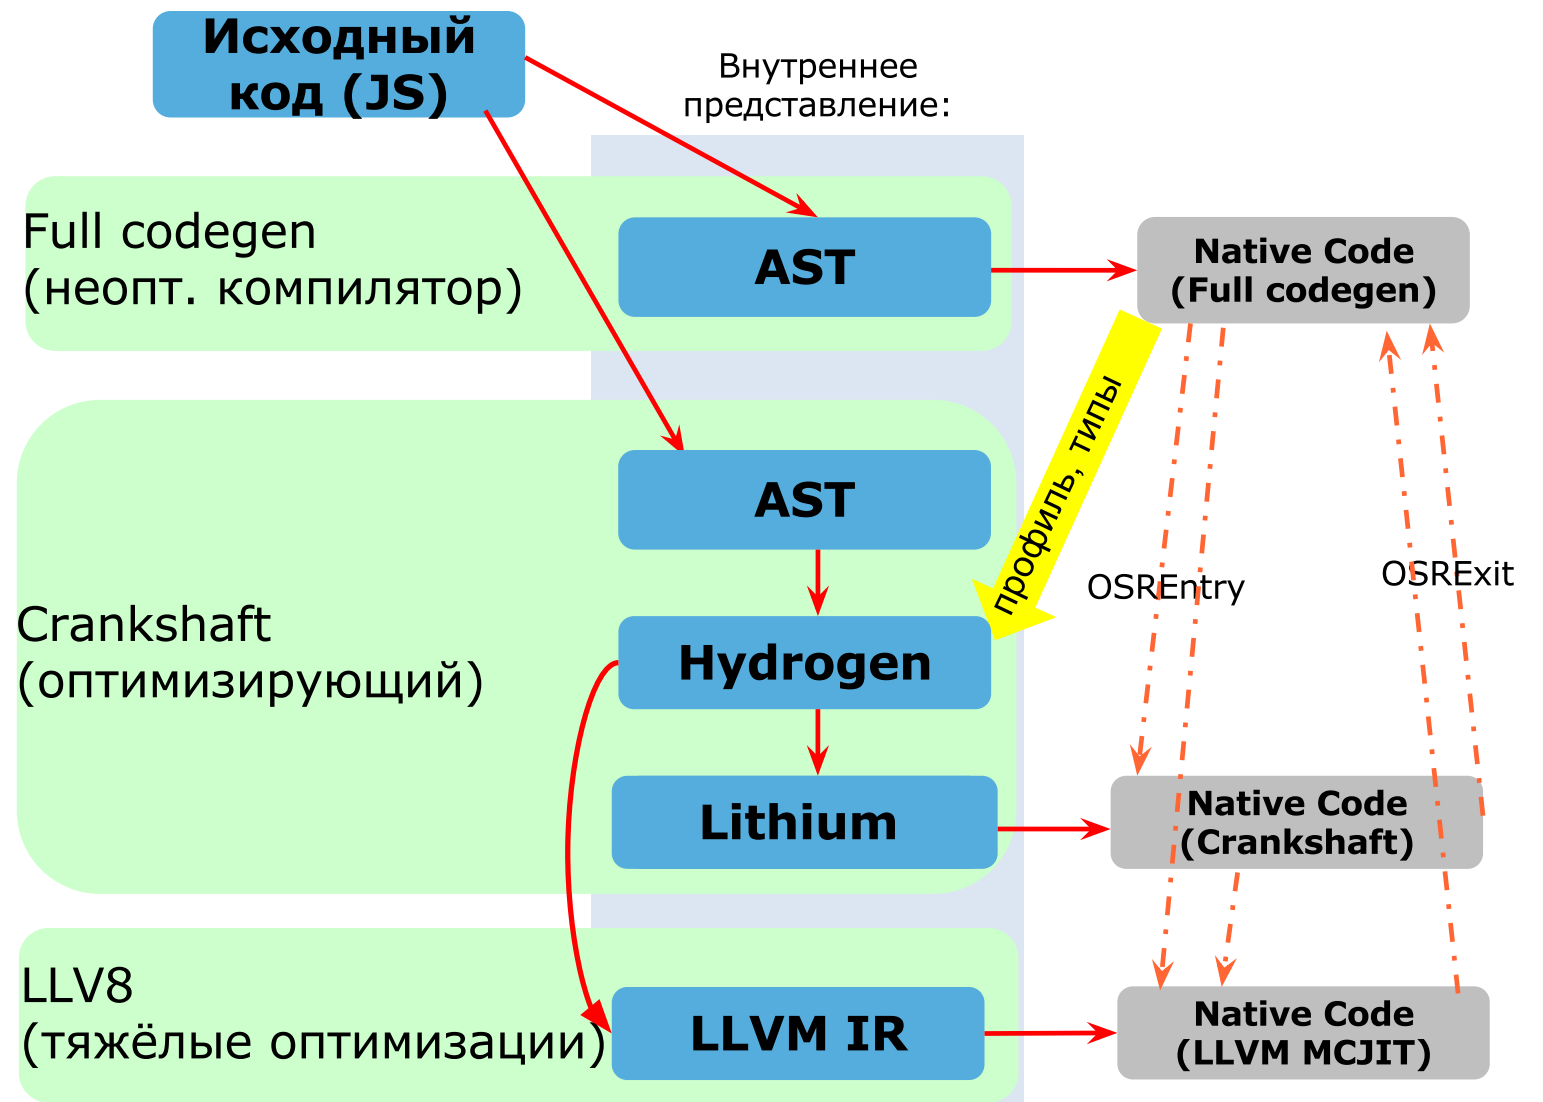 Исходный
код (JS)
Внутреннее
представление:
Full codegen
(неопт. компилятор)
AST
Native Code
(Full codegen)
профиль, типы
AST
Crankshaft
(оптимизирующий)
Hydrogen
OSREntry
OSRExit
Lithium
Native Code
(Crankshaft)
LLV8
(тяжёлые оптимизации)
LLVM IR
Native Code
(LLVM MCJIT)